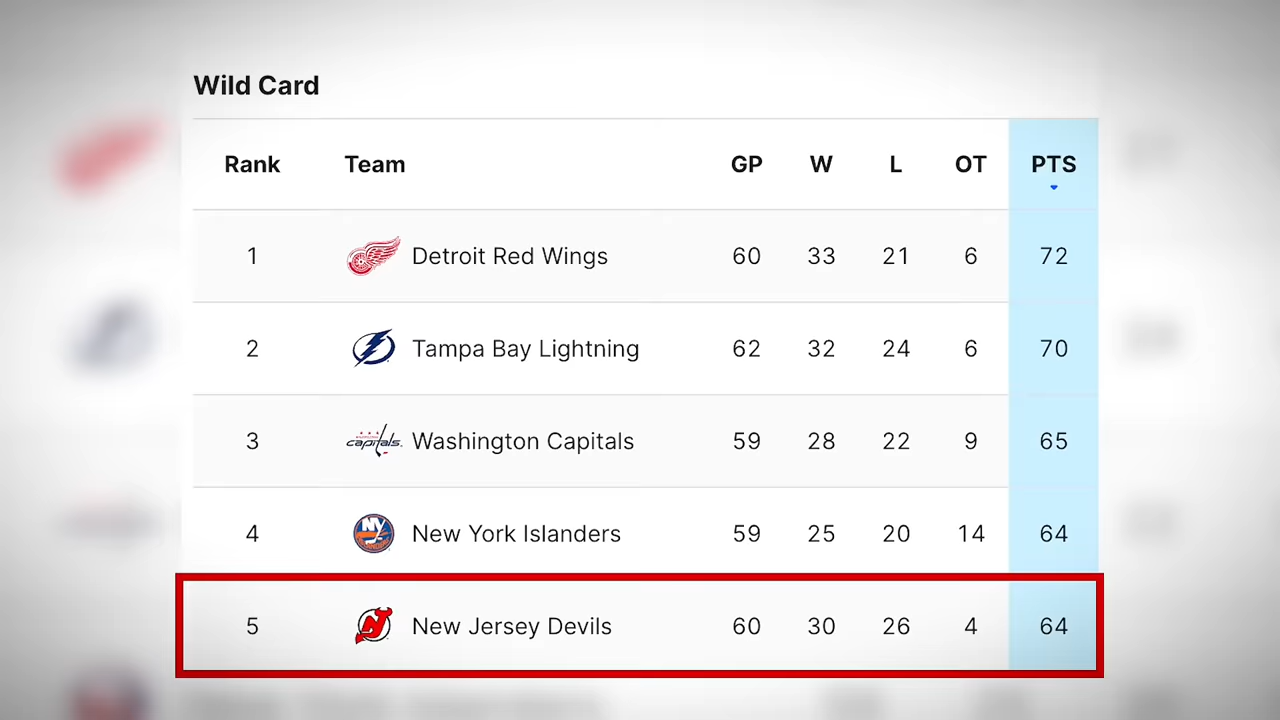 Wild Card
Rank Team GP W L OT PTS
1 Detroit Red Wings 60 33 21 6 72
2 Tampa Bay Lightning 62 32 24 6 70
3 capitals. Washington Capitals 59 28 22 9 65
4 NY New York Islanders 59 25 20 14 64
5 New Jersey Devils 60 30 26 4 64